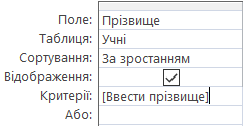 Поле: Прізвище
Таблиця: Учні
Сортування: За зростанням
Відображення:
Критерії: [Ввести прізвище]
Або: